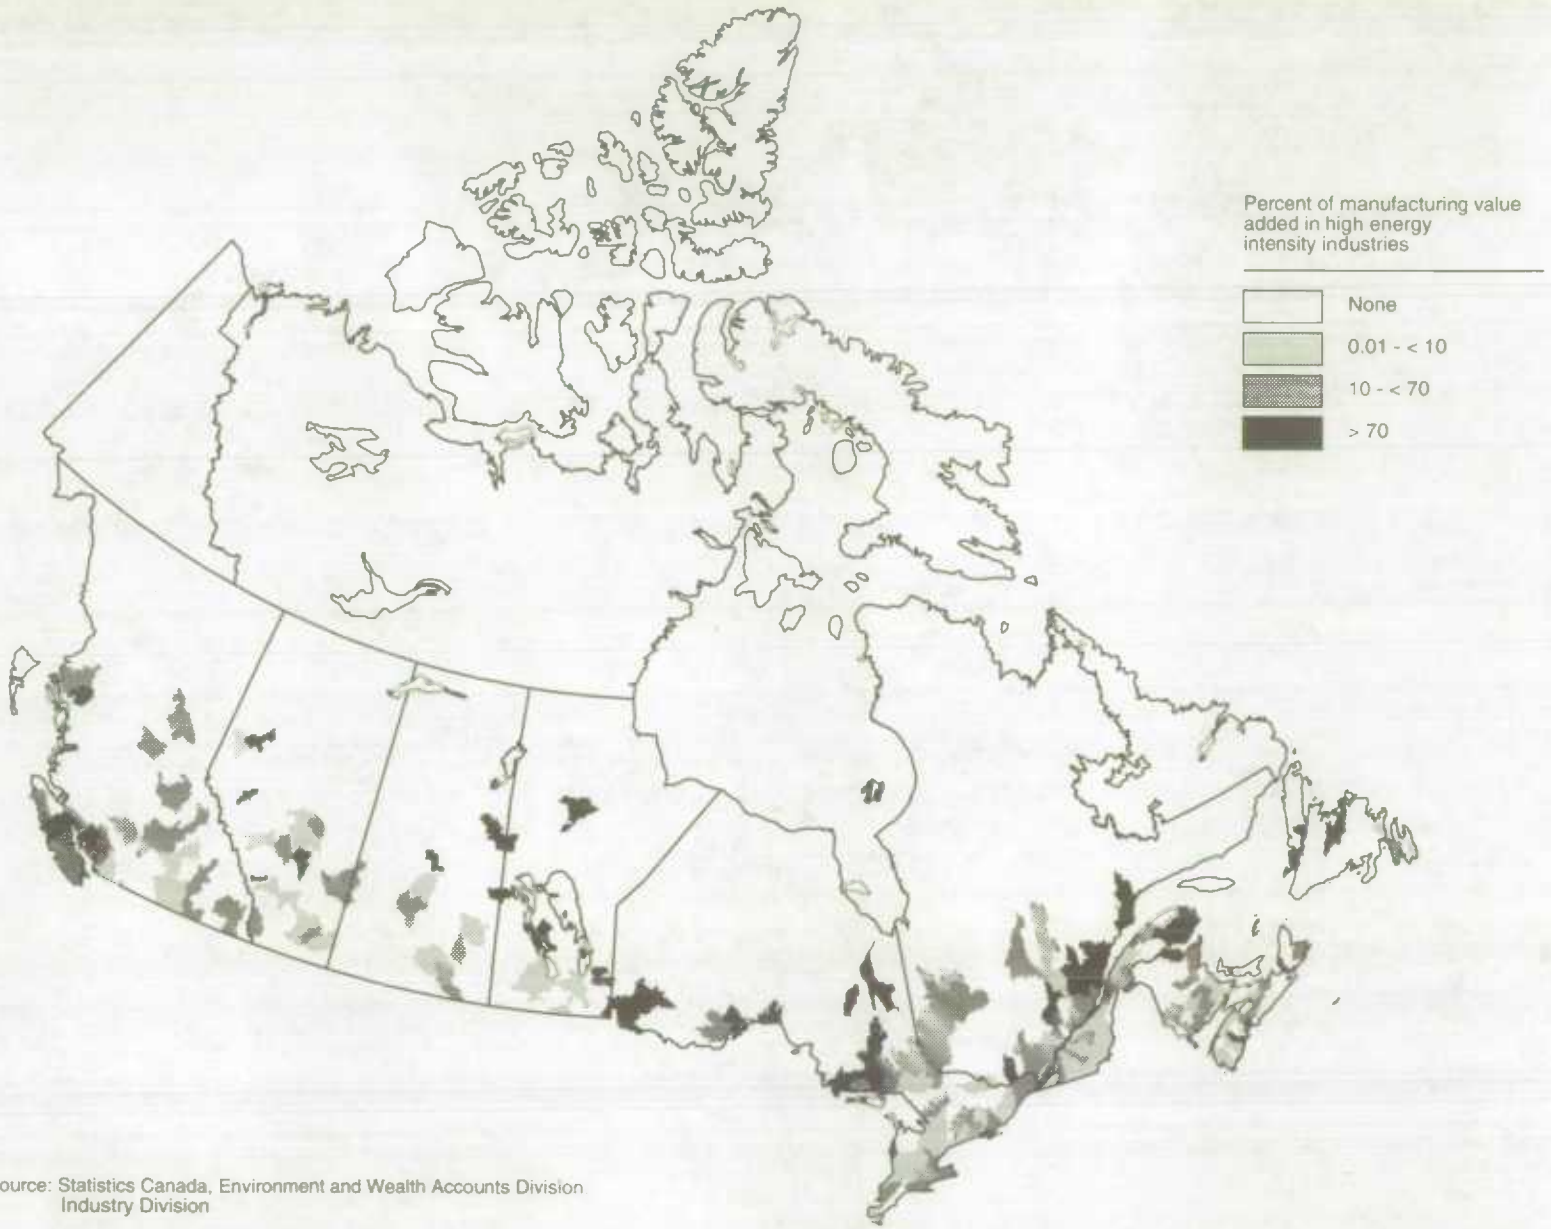 Percent of manufacturing value
added in high energy
intensity industries
None
0.01 - < 10
10 - < 70
> 70
ource: Statistics Canada, Environment and Wealth Accounts Division
Industry Division